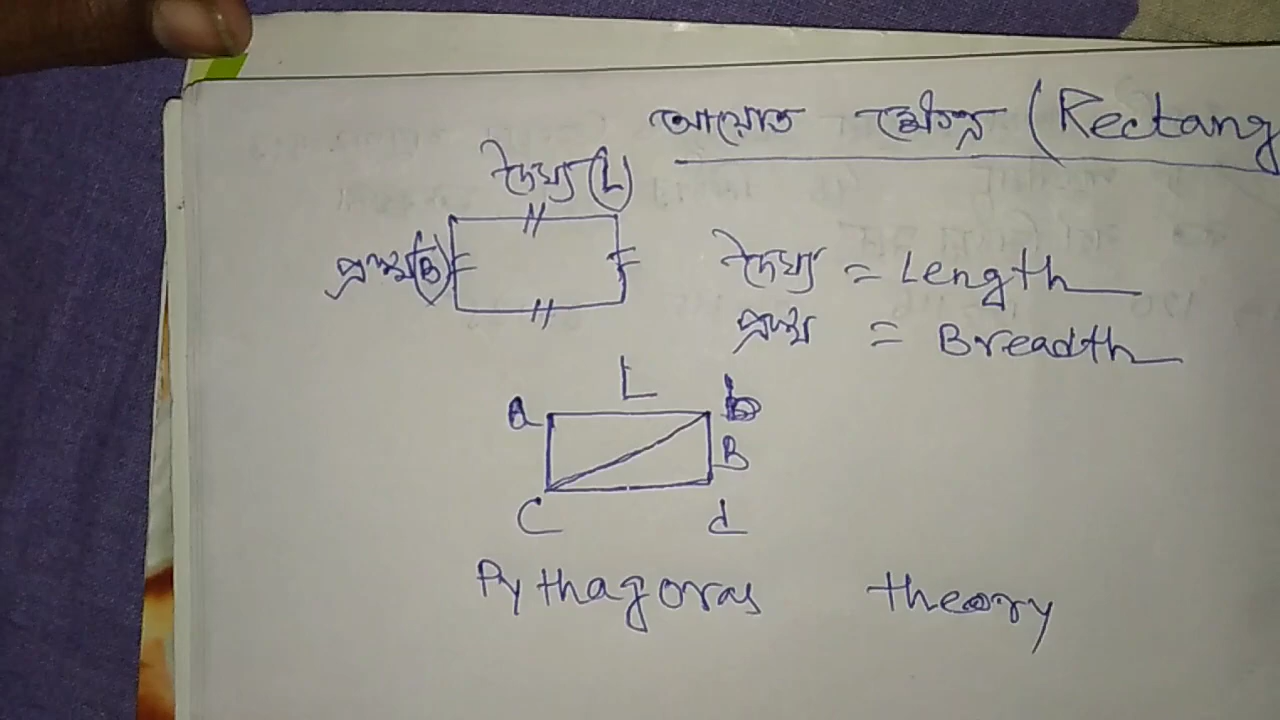 আয়োত ক্ষেত্র (Rectang
দৈঘ্য (L)
প্রস্থ (B)
দৈঘ্য = Length
প্রস্থ = Breadth
L
a b
B
C d
Pythagoras theory